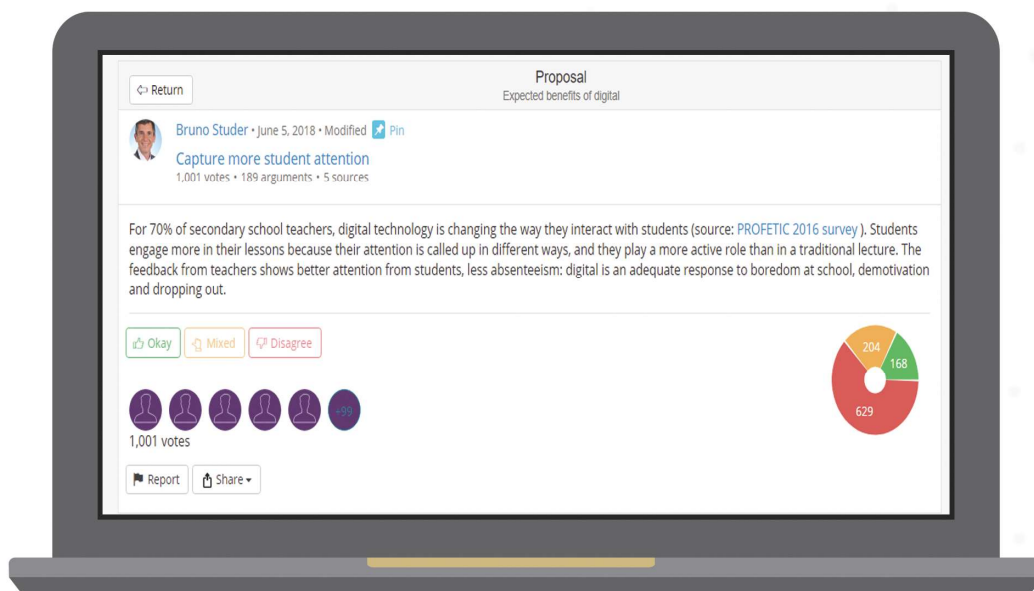 Return
Proposal
Expected benefits of digital
Bruno Studer • June 5, 2018 • Modified Pin
Capture more student attention
1,001 votes • 189 arguments • 5 sources
For 70% of secondary school teachers, digital technology is changing the way they interact with students (source: PROFETIC 2016 survey ). Students
engage more in their lessons because their attention is called up in different ways, and they play a more active role than in a traditional lecture. The
feedback from teachers shows better attention from students, less absenteeism: digital is an adequate response to boredom at school, demotivation
and dropping out.
Okay Mixed Disagree
204
168
629
+99
1,001 votes
Report Share